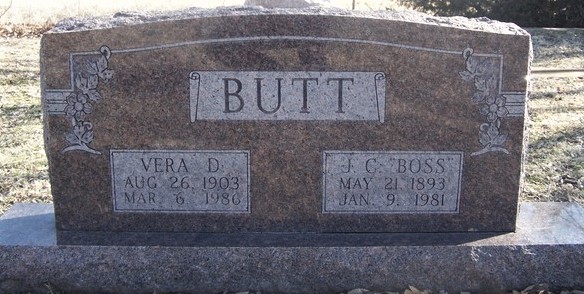 BUTT
VERA D.
AUG 26, 1903
MAR 6, 1986
J. C. "BOSS"
MAY 21, 1893
JAN. 9, 1981